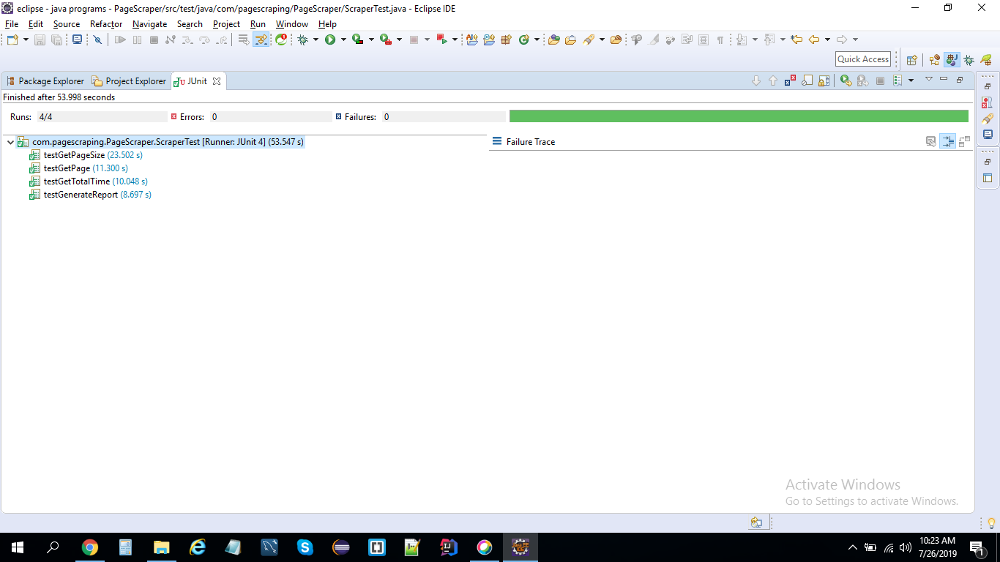 eclipse - java programs - PageScraper/src/test/java/com/pagescraping/PageScraper/ScraperTest.java - Eclipse IDE
File Edit Source Refactor Navigate Search Project Run Window Help
Quick Access
Package Explorer Project Explorer JUnit
Finished after 53.998 seconds
Runs: 4/4 Errors: 0 Failures: 0
com.pagescraping.PageScraper.ScraperTest [Runner: JUnit 4] (53.547 s) Failure Trace
testGetPageSize (23.502 s)
testGetPage (11.300 s)
testGetTotalTime (10.048 s)
testGenerateReport (8.697 s)
Activate Windows
Go to Settings to activate Windows.
10:23 AM
7/26/2019